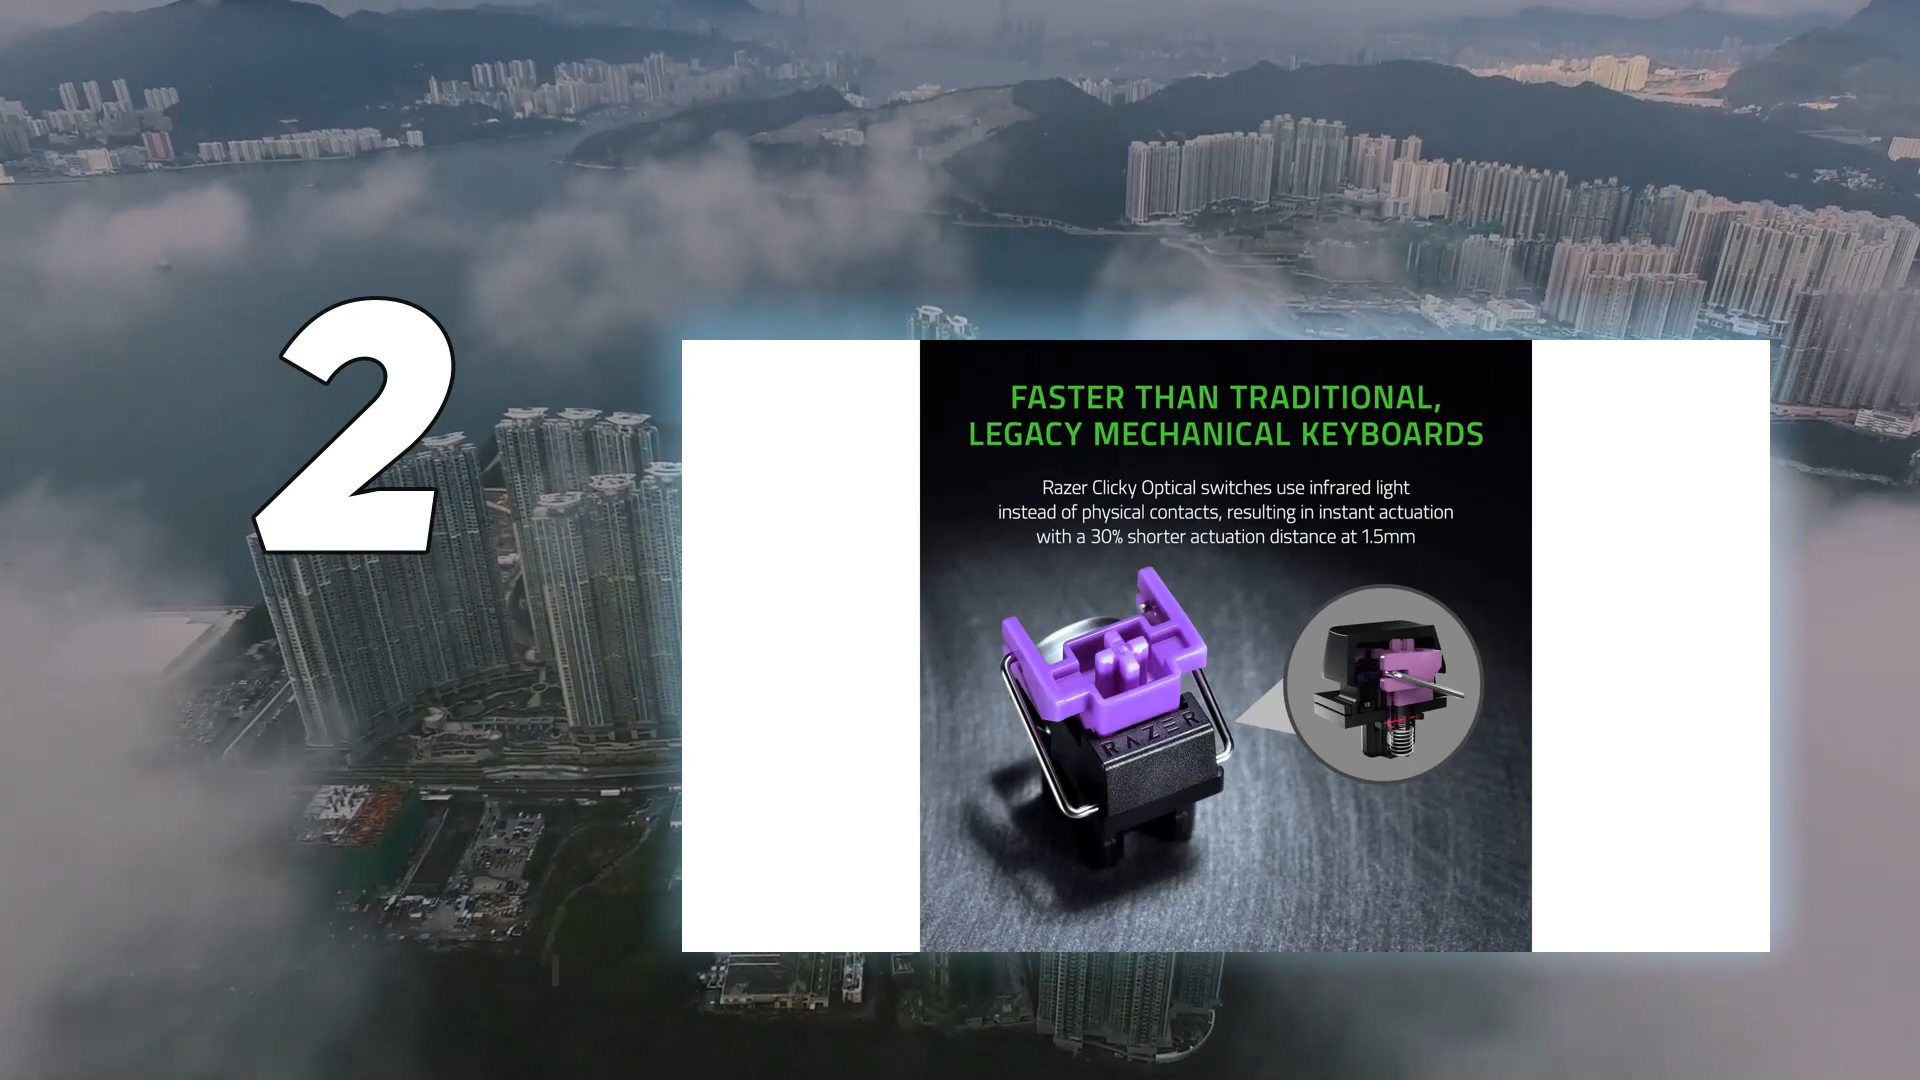 2
FASTER THAN TRADITIONAL,
LEGACY MECHANICAL KEYBOARDS
Razer Clicky Optical switches use infrared light
instead of physical contacts, resulting in instant actuation
with a 30% shorter actuation distance at 1.5mm
RAZER